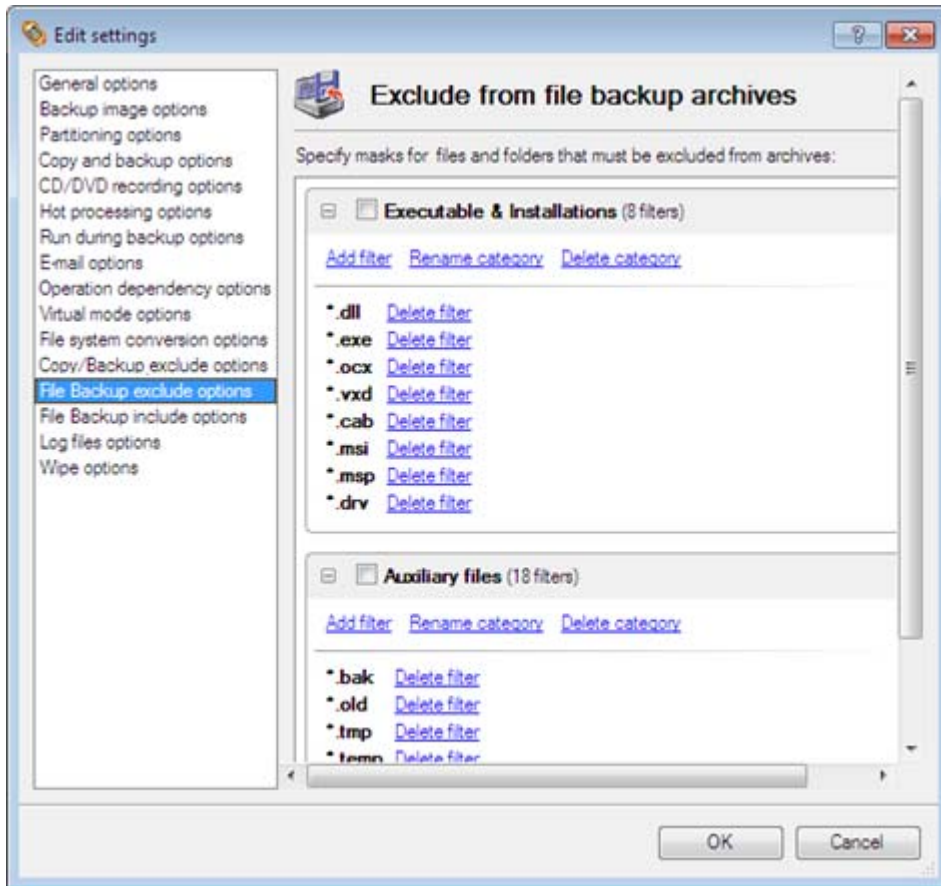 Edit settings
General options
Backup image options
Partitioning options
Copy and backup options
CD/DVD recording options
Hot processing options
Run during backup options
E-mail options
Operation dependency options
Virtual mode options
File system conversion options
Copy/Backup exclude options
File Backup exclude options
File Backup include options
Log files options
Wipe options
Exclude from file backup archives
Specify masks for files and folders that must be excluded from archives:
Executable & Installations (8 filters)
Add filter Rename category Delete category
*.dll Delete filter
*.exe Delete filter
*.ocx Delete filter
*.vxd Delete filter
*.cab Delete filter
*.msi Delete filter
*.msp Delete filter
*.drv Delete filter
Auxiliary files (18 filters)
Add filter Rename category Delete category
*.bak Delete filter
*.old Delete filter
*.tmp Delete filter
*.temp Delete filter
OK Cancel